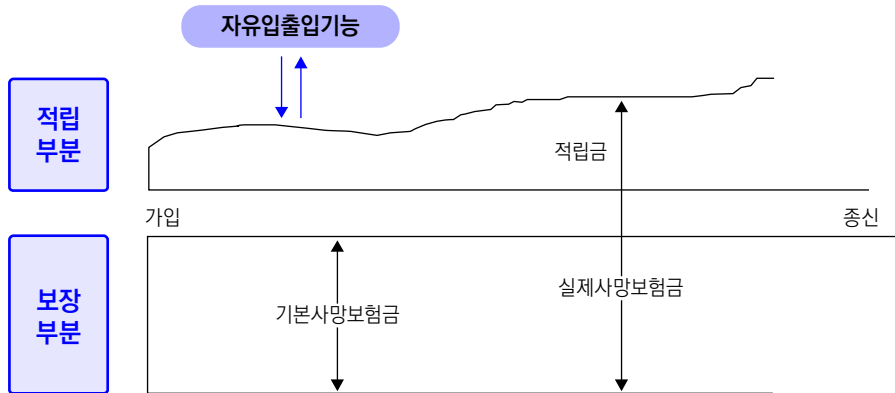 자유입출입기능
적립
부분
적립금
가입
종신
보장
부분
기본사망보험금
실제사망보험금